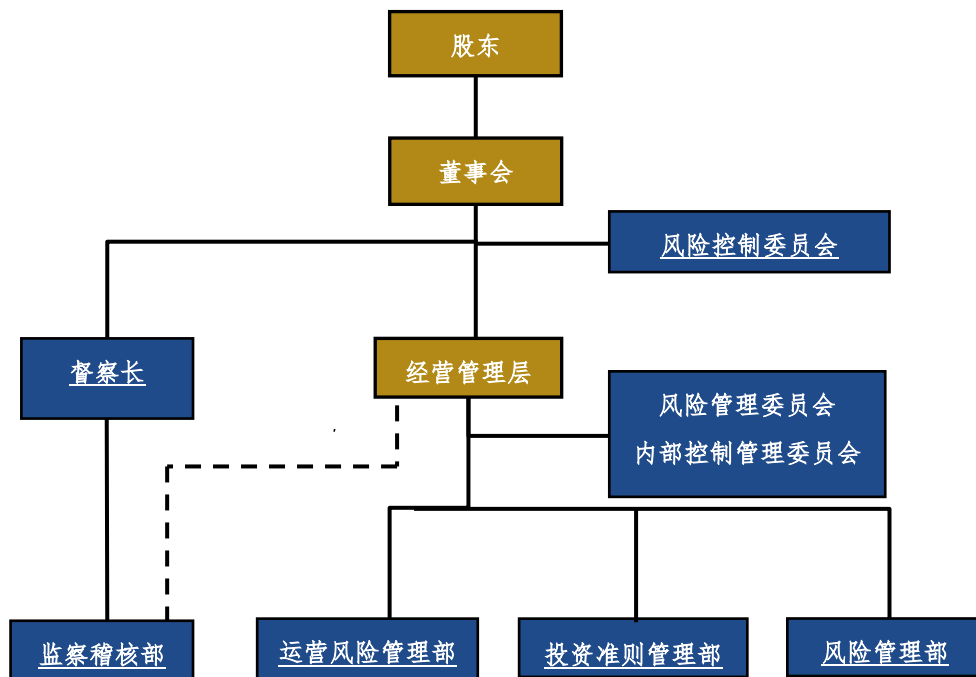 股东
董事会
风险控制委员会
督察长
经营管理层
风险管理委员会
内部控制管理委员会
监察稽核部
运营风险管理部
投资准则管理部
风险管理部